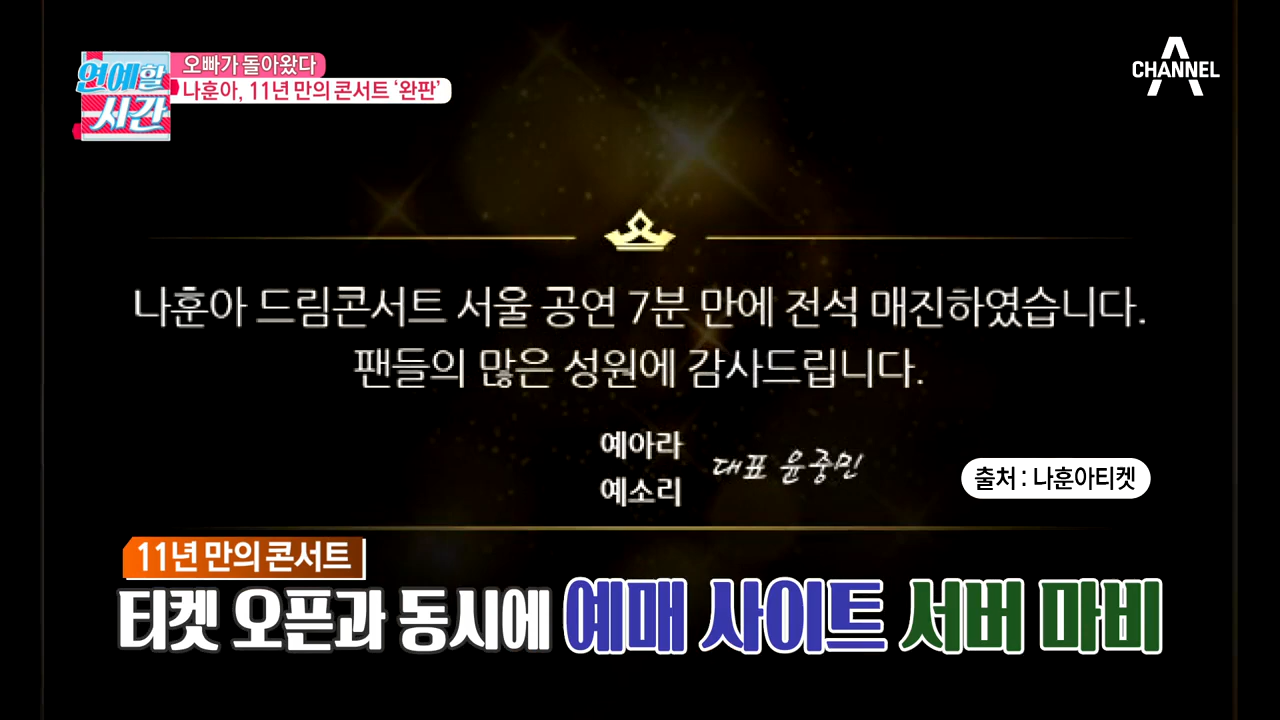 연예할
시간
오빠가 돌아왔다
나훈아, 11년 만의 콘서트 ‘완판’
CHANNEL A
나훈아 드림콘서트 서울 공연 7분 만에 전석 매진하였습니다.
팬들의 많은 성원에 감사드립니다.
예아라
예소리
대표 윤중민
출처 : 나훈아티켓
11년 만의 콘서트
티켓 오픈과 동시에 예매 사이트 서버 마비